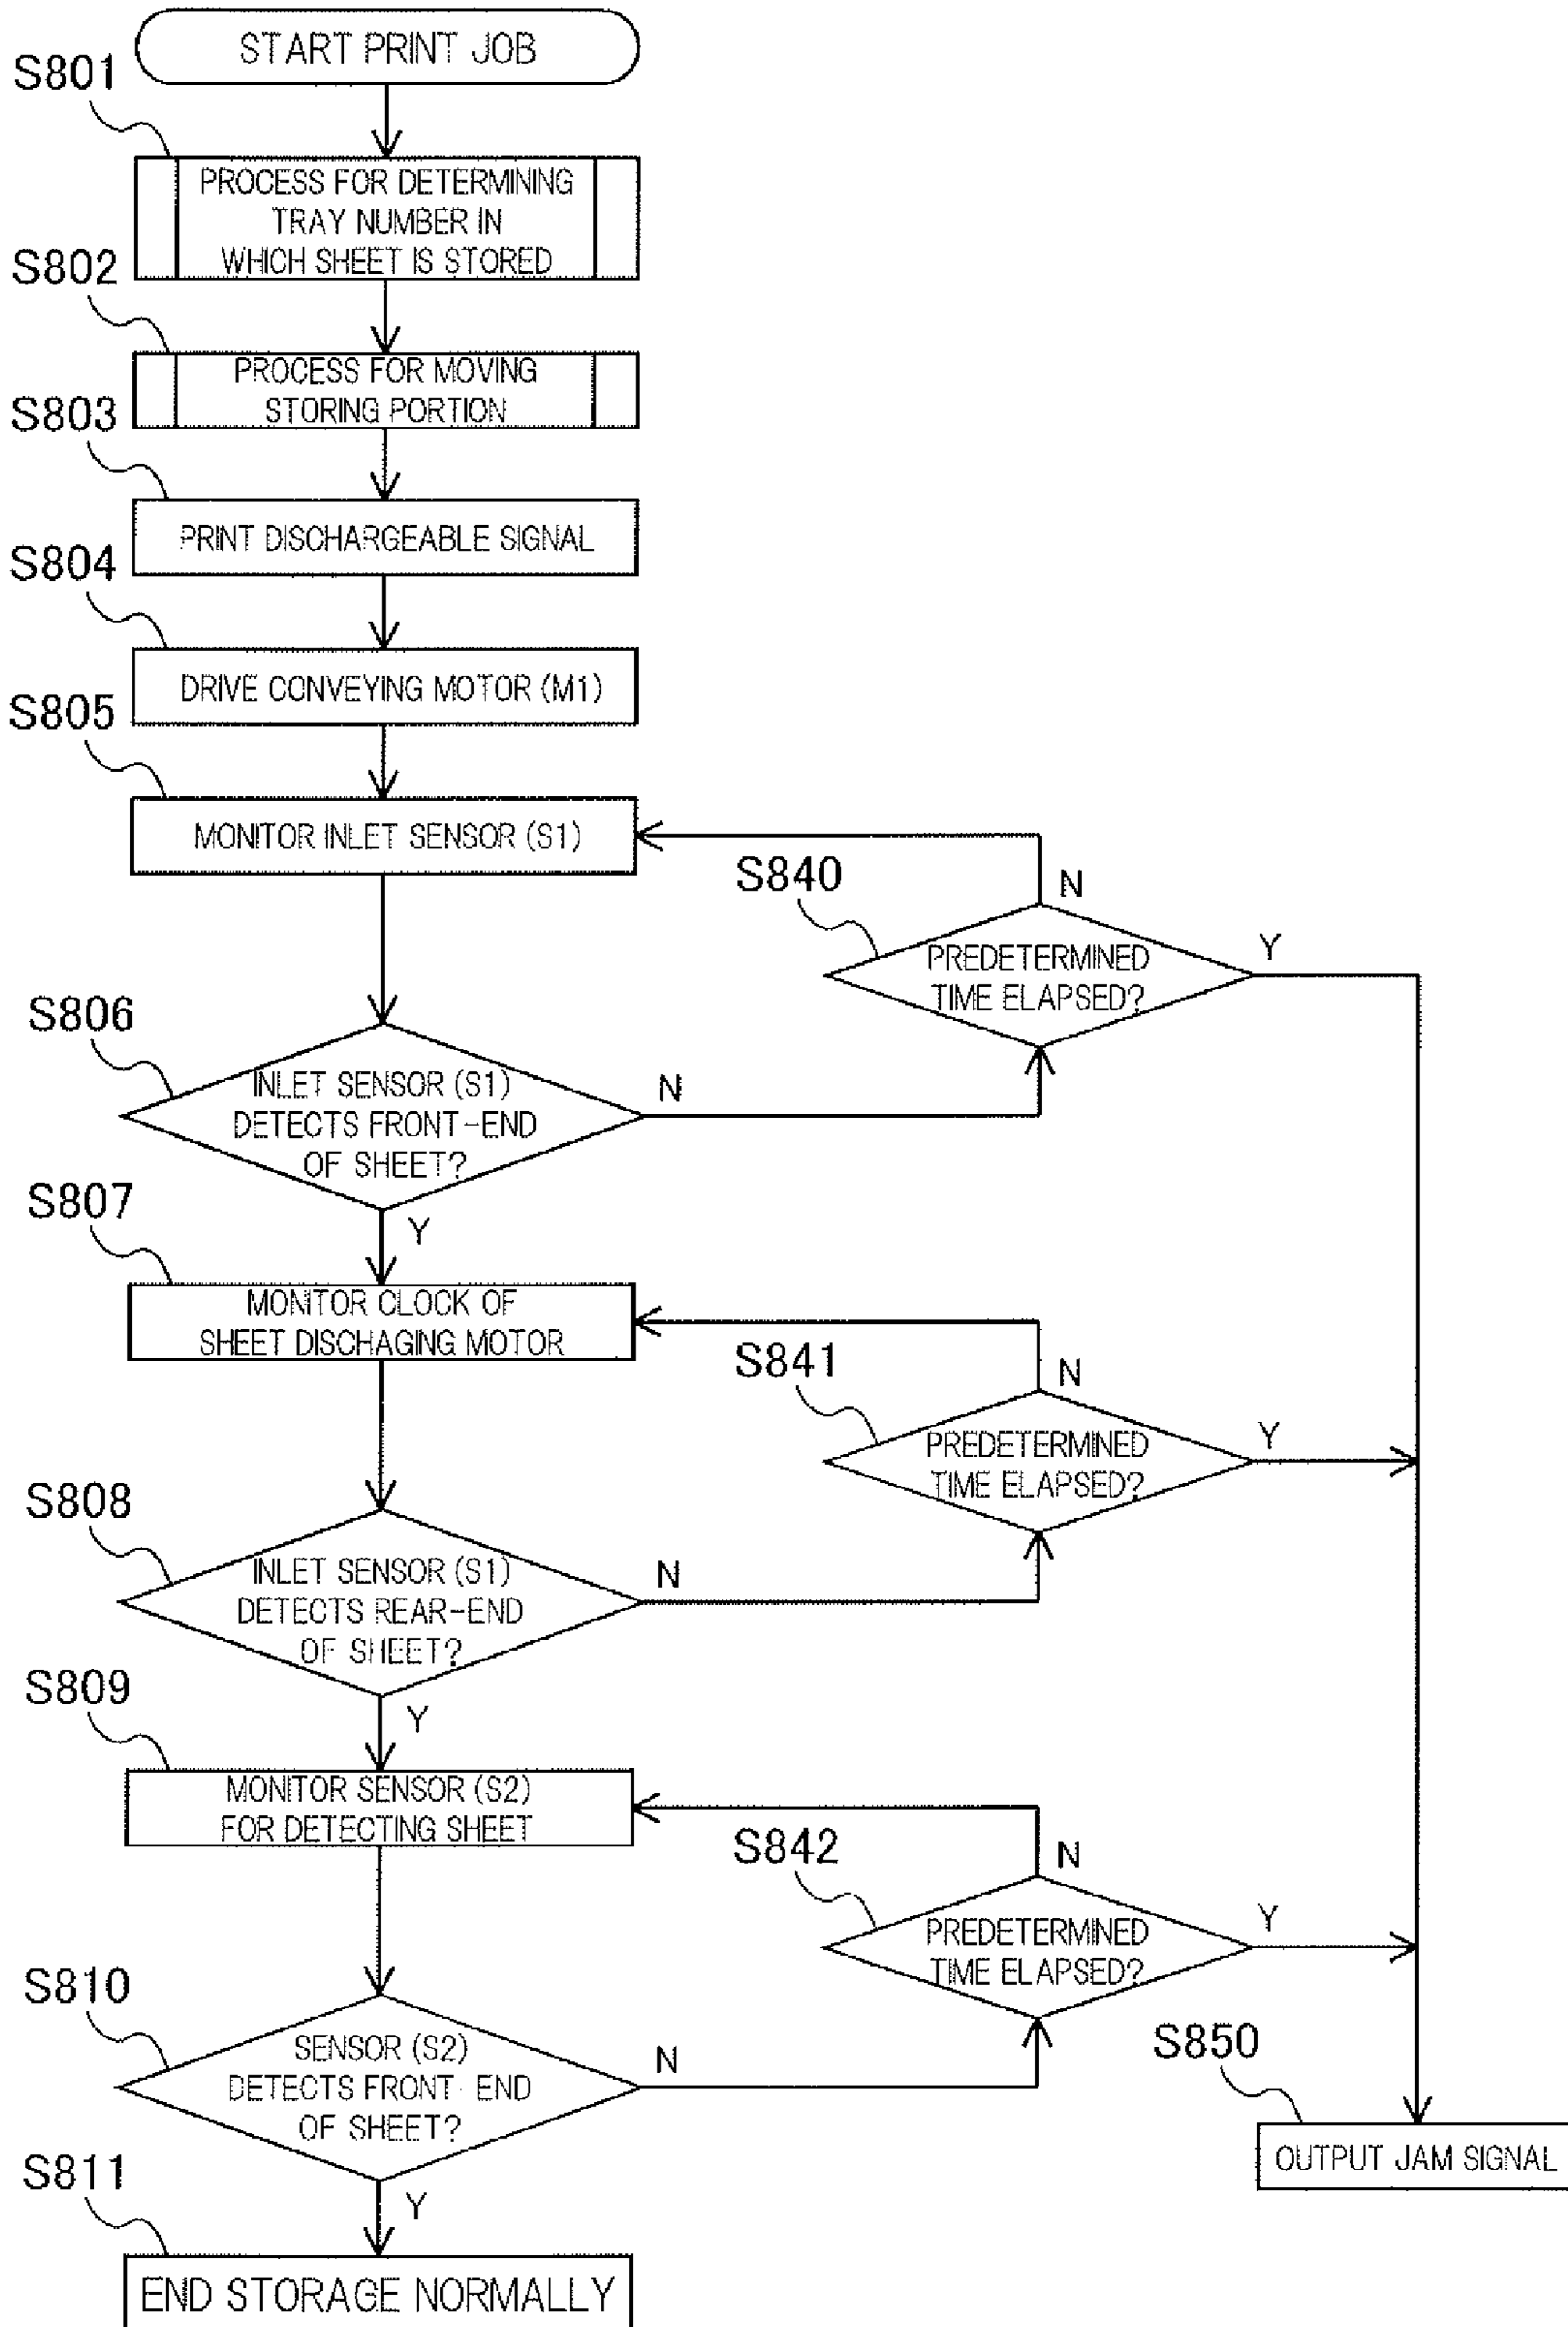 START PRINT JOB
S801
PROCESS FOR DETERMINING
TRAY NUMBER IN
WHICH SHEET IS STORED
S802
PROCESS FOR MOVING
STORING PORTION
S803
PRINT DISCHARGEABLE SIGNAL
S804
DRIVE CONVEYING MOTOR (M1)
S805
MONITOR INLET SENSOR (S1)
S840
N
PREDETERMINED
TIME ELAPSED?
Y
S806
INLET SENSOR (S1)
DETECTS FRONT-END
OF SHEET?
N
Y
S807
MONITOR CLOCK OF
SHEET DISCHAGING MOTOR
S841
N
PREDETERMINED
TIME ELAPSED?
Y
S808
INLET SENSOR (S1)
DETECTS REAR-END
OF SHEET?
N
Y
S809
MONITOR SENSOR (S2)
FOR DETECTING SHEET
S842
N
PREDETERMINED
TIME ELAPSED?
Y
S810
SENSOR (S2)
DETECTS FRONT-END
OF SHEET?
N
Y
S850
OUTPUT JAM SIGNAL
S811
END STORAGE NORMALLY